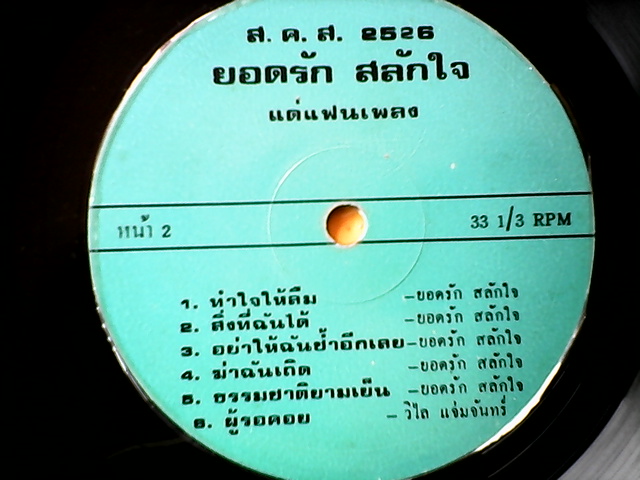 ส. ค. ส. 2526
ยอดรัก สลักใจ
แด่แฟนเพลง
หน้า 2
33 1/3 RPM
1. ทำใจให้ลืม -ยอดรัก สลักใจ
2. สิ่งที่ฉันได้ -ยอดรัก สลักใจ
3. อย่าให้ฉันย้ำอีกเลย-ยอดรัก สลักใจ
4. ฆ่าฉันเถิด -ยอดรัก สลักใจ
5. ธรรมชาติยามเย็น -ยอดรัก สลักใจ
6. ผู้รอคอย - วิไล แจ่มจันทร์